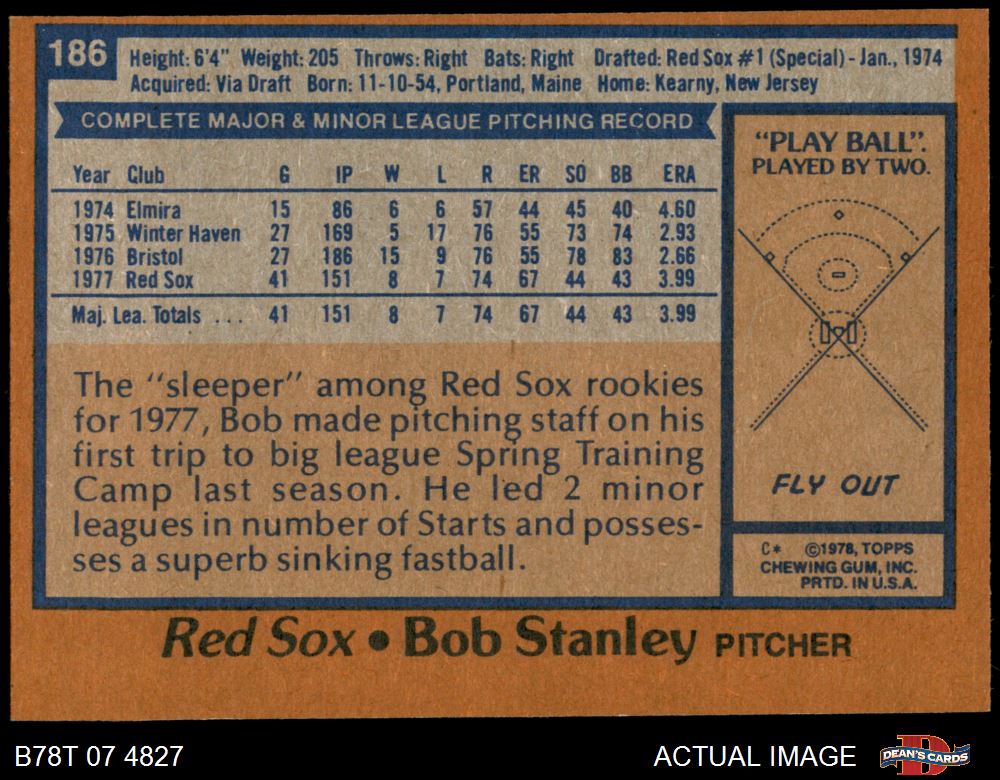 186 Height: 6'4" Weight: 205 Throws: Right Bats: Right Drafted: Red Sox #1 (Special) - Jan., 1974
Acquired: Via Draft Born: 11-10-54, Portland, Maine Home: Kearny, New Jersey
COMPLETE MAJOR & MINOR LEAGUE PITCHING RECORD
Year Club G IP W L R ER SO BB ERA
1974 Elmira 15 86 6 6 57 44 45 40 4.60
1975 Winter Haven 27 169 5 17 76 55 73 74 2.93
1976 Bristol 27 186 15 9 76 55 78 83 2.66
1977 Red Sox 41 151 8 7 74 67 44 43 3.99
Maj. Lea. Totals ... 41 151 8 7 74 67 44 43 3.99
The "sleeper" among Red Sox rookies
for 1977, Bob made pitching staff on his
first trip to big league Spring Training
Camp last season. He led 2 minor
leagues in number of Starts and posses-
ses a superb sinking fastball.
"PLAY BALL".
PLAYED BY TWO.
FLY OUT
C* ©1978, TOPPS
CHEWING GUM, INC.
PRTD. IN U.S.A.
Red Sox • Bob Stanley PITCHER
B78T 07 4827 ACTUAL IMAGE DEAN'S CARDS